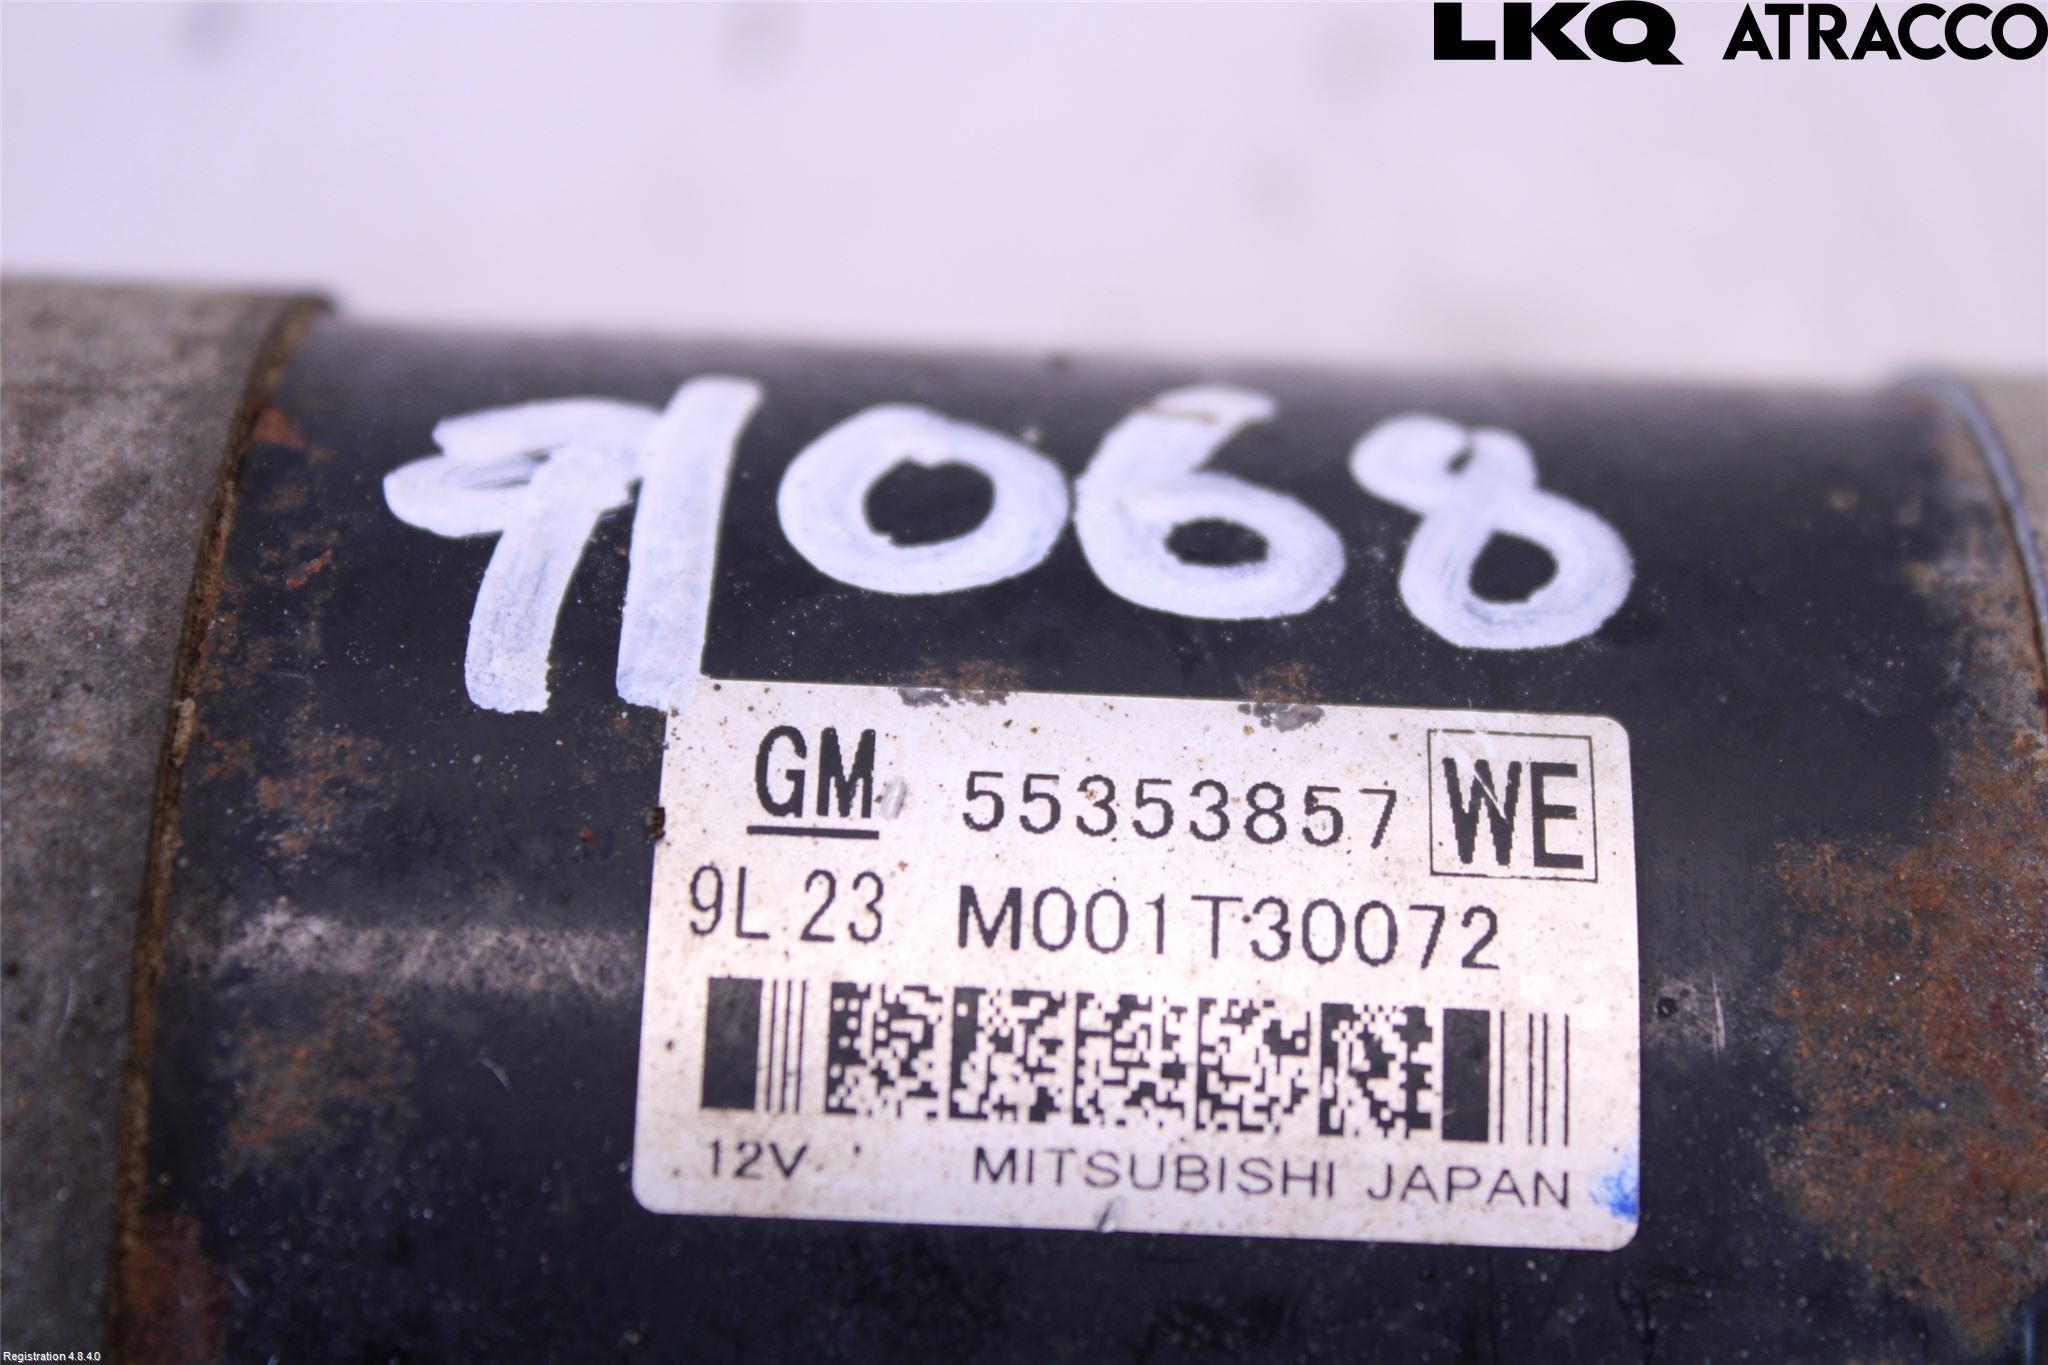 LKQ ATRACCO
91068
GM 55353857 WE
9L 23 M001T30072
12V MITSUBISHI JAPAN
Registration 4.8.4.0